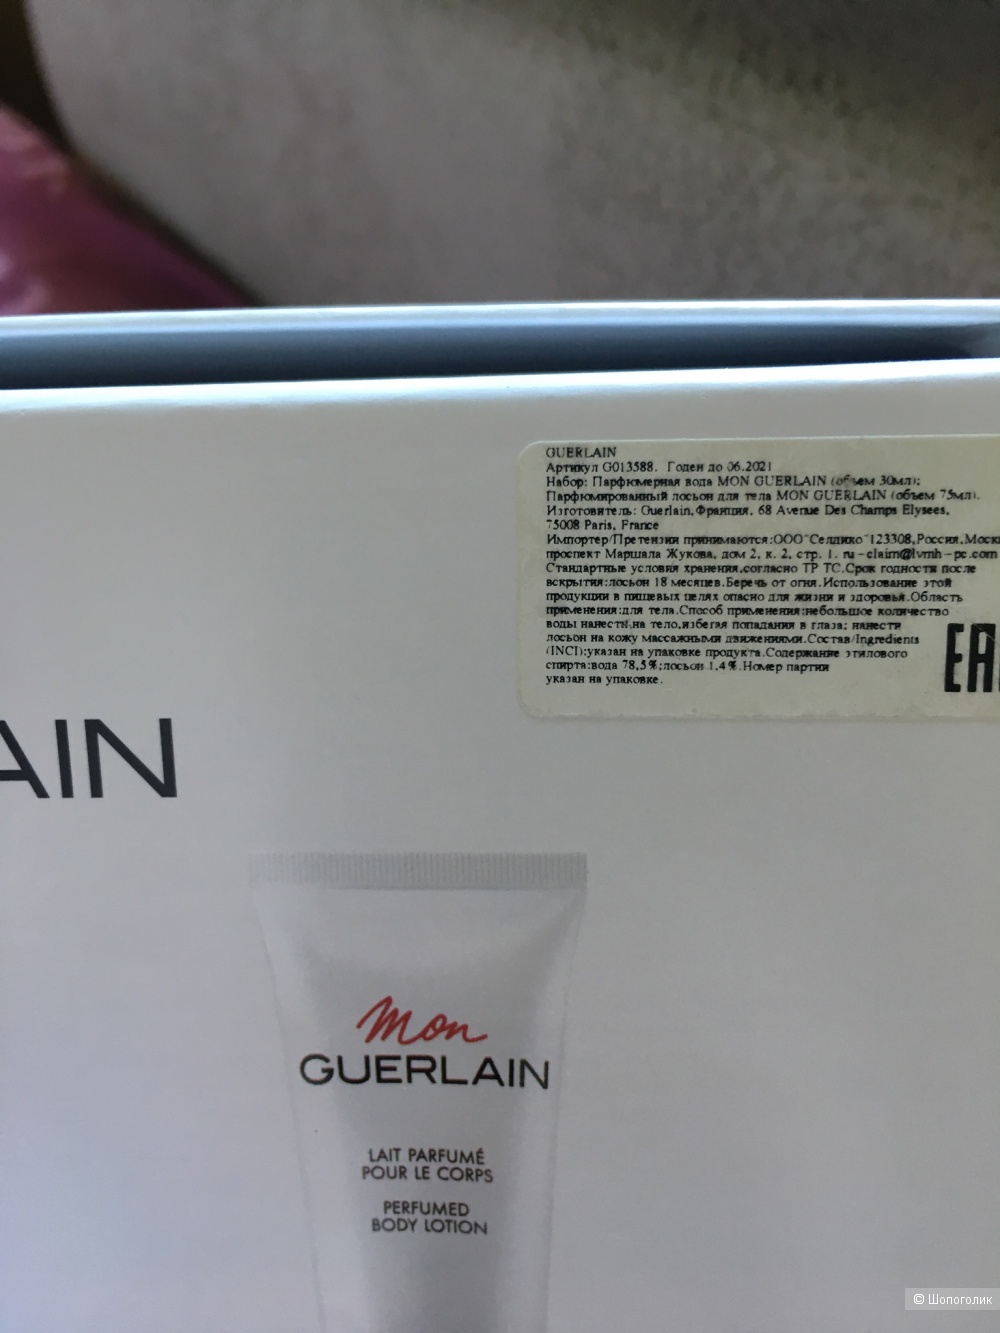 GUERLAIN
Артикул G013588. Годен до 06.2021
Набор: Парфюмерная вода MON GUERLAIN (объем 30мл);
Парфюмированный лосьон для тела MON GUERLAIN (объем 75мл).
Изготовитель: Guerlain, Франция, 68 Avenue Des Champs Elysees,
75008 Paris, France
Импортер/Претензии принимаются:ООО"Селдико"123308,Россия,Моск
проспект Маршала Жукова, дом 2, к. 2, стр. 1. ru-claim@lvmh-pc.com
Стандартные условия хранения,согласно ТР ТС.Срок годности после
вскрытия:лосьон 18 месяцев.Беречь от огня.Использование этой
продукции в пищевых целях опасно для жизни и здоровья.Область
применения:для тела.Способ применения:небольшое количество
воды нанести,на тело,избегая попадания в глаза; нанести
лосьон на кожу массажными движениями.Состав/Ingredients
(INCI):указан на упаковке продукта.Содержание этилового
спирта:вода 78,5%;лосьон 1,4%.Номер партии
указан на упаковке.
EA
AIN
Mon
GUERLAIN
LAIT PARFUMÉ
POUR LE CORPS
PERFUMED
BODY LOTION
© Шопоголик